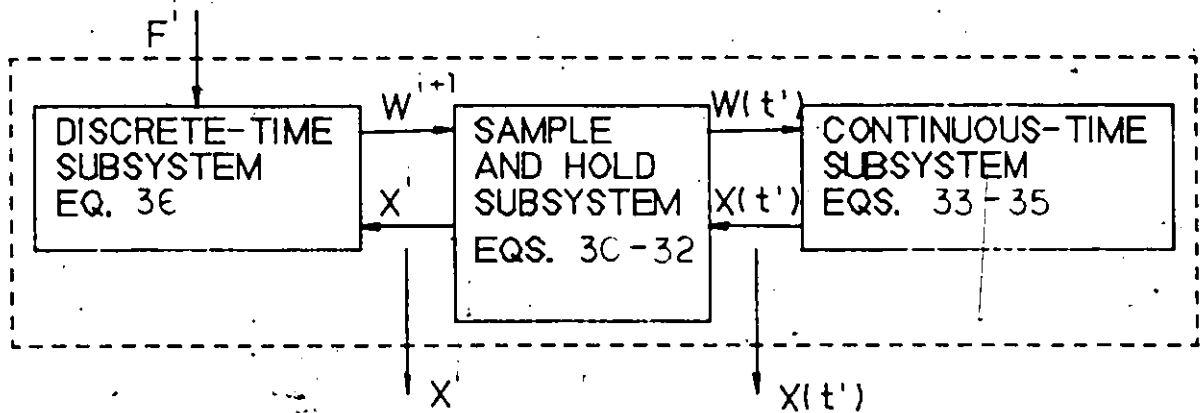 F'
DISCRETE-TIME
SUBSYSTEM
EQ. 36
W^{i+1}
X'
SAMPLE
AND HOLD
SUBSYSTEM
EQS. 30-32
W(t')
X(t')
CONTINUOUS-TIME
SUBSYSTEM
EQS. 33-35
X'
X(t')